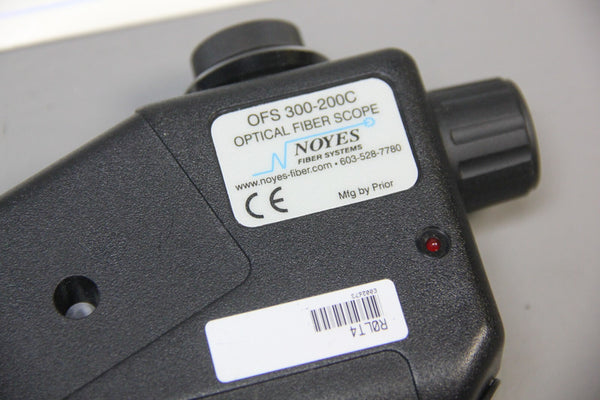 OFS 300-200C
OPTICAL FIBER SCOPE
NOYES
FIBER SYSTEMS
www.noyes-fiber.com • 603-528-7780
CE Mfg by Prior
R0LT4
E802672